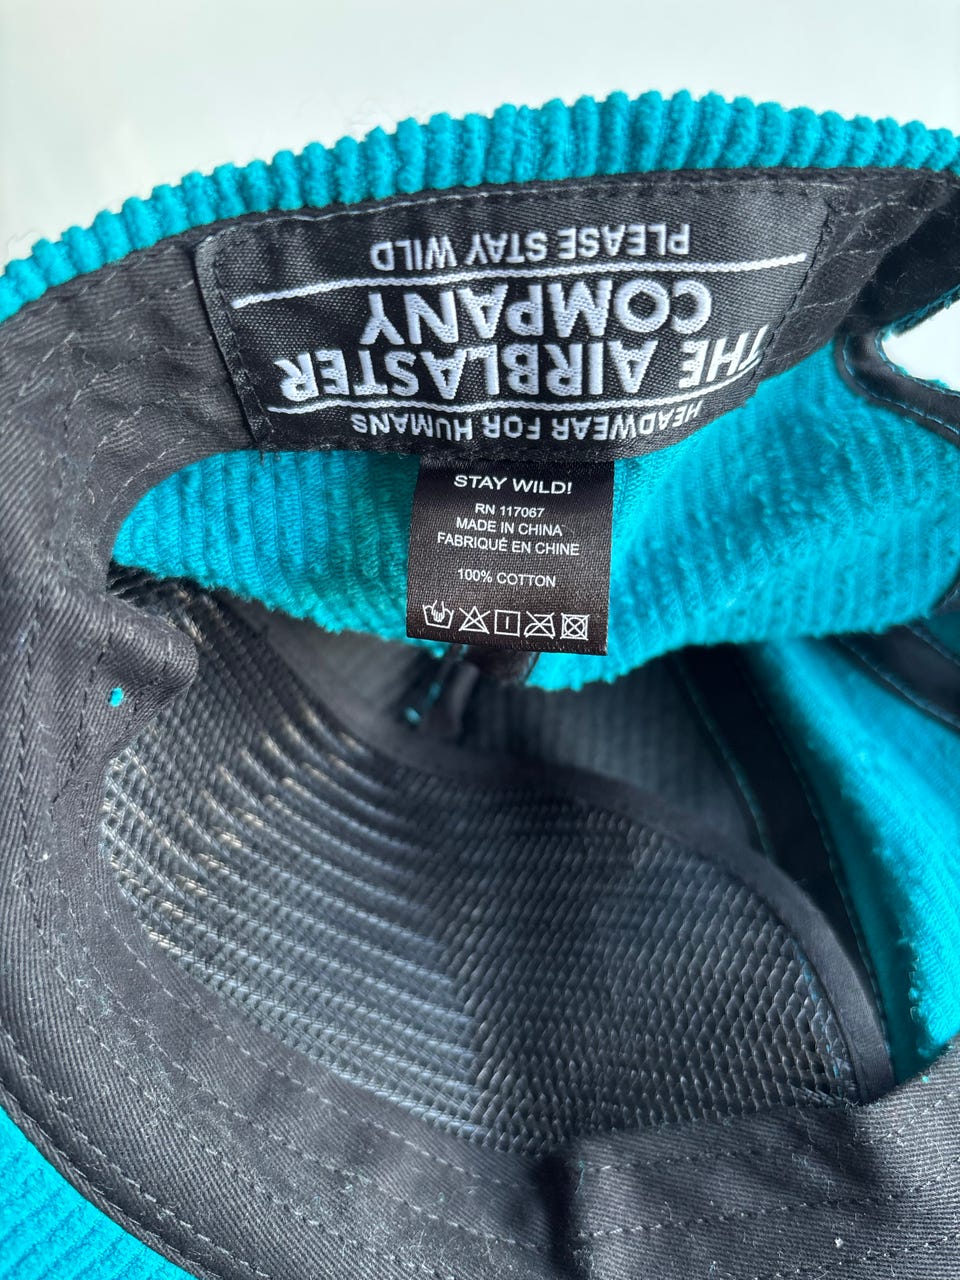 HEADWEAR FOR HUMANS
THE AIRBLASTER
COMPANY
PLEASE STAY WILD
STAY WILD!
RN 117067
MADE IN CHINA
FABRIQUÉ EN CHINE
100% COTTON